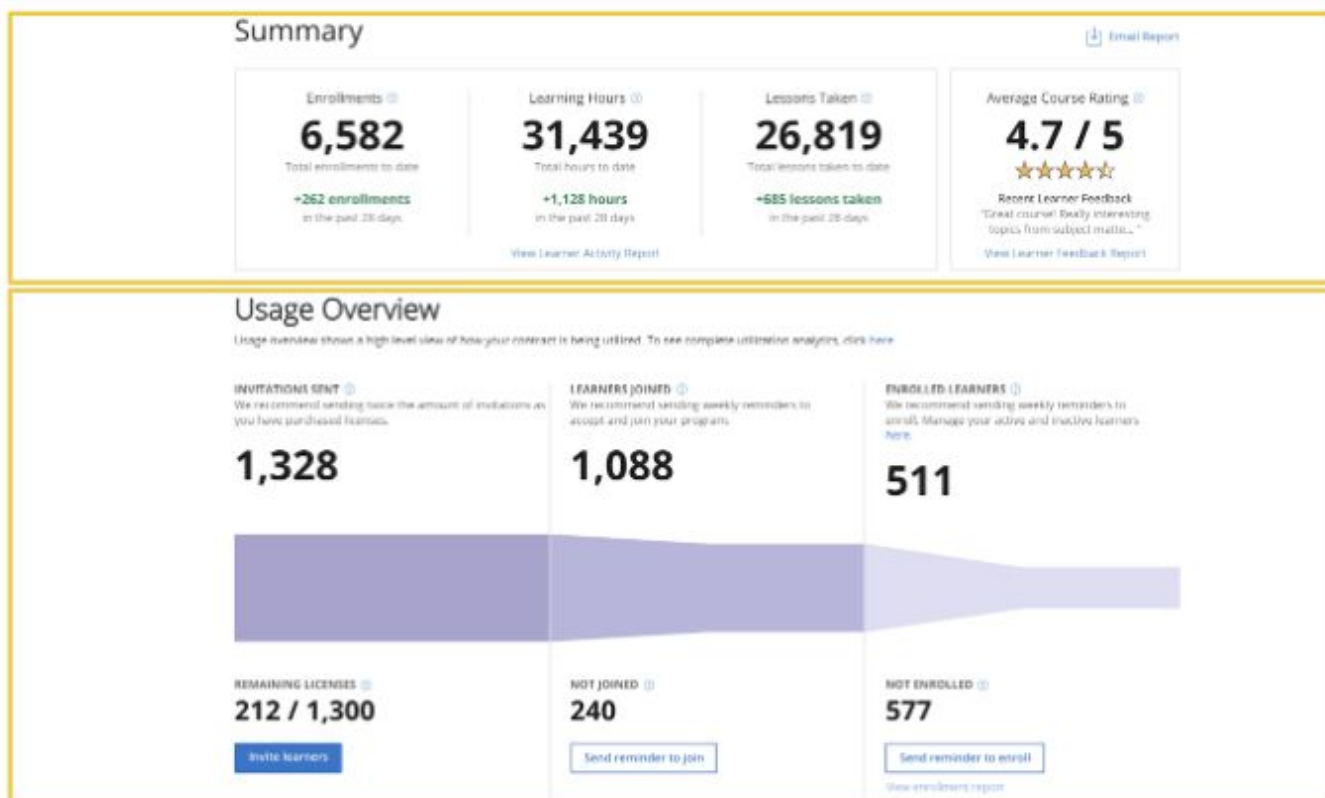 Summary
Email Report
Enrollments
6,582
Total enrollments to date
+262 enrollments
in the past 28 days
Learning Hours
31,439
Total hours to date
+1,128 hours
in the past 28 days
Lessons Taken
26,819
Total lessons taken to date
+685 lessons taken
in the past 28 days
View Learner Activity Report
Average Course Rating
4.7 / 5
Recent Learner Feedback
"Great course! Really interesting
topics from subject matte... "
View Learner Feedback Report
Usage Overview
Usage overview shows a high level view of how your contract is being utilized. To see complete utilization analytics, click here
INVITATIONS SENT
We recommend sending twice the amount of invitations as
you have purchased licenses.
1,328
LEARNERS JOINED
We recommend sending weekly reminders to
accept and join your program.
1,088
ENROLLED LEARNERS
We recommend sending weekly reminders to
enroll. Manage your active and inactive learners
here.
511
REMAINING LICENSES
212 / 1,300
Invite learners
NOT JOINED
240
Send reminder to join
NOT ENROLLED
577
Send reminder to enroll
View enrollment report